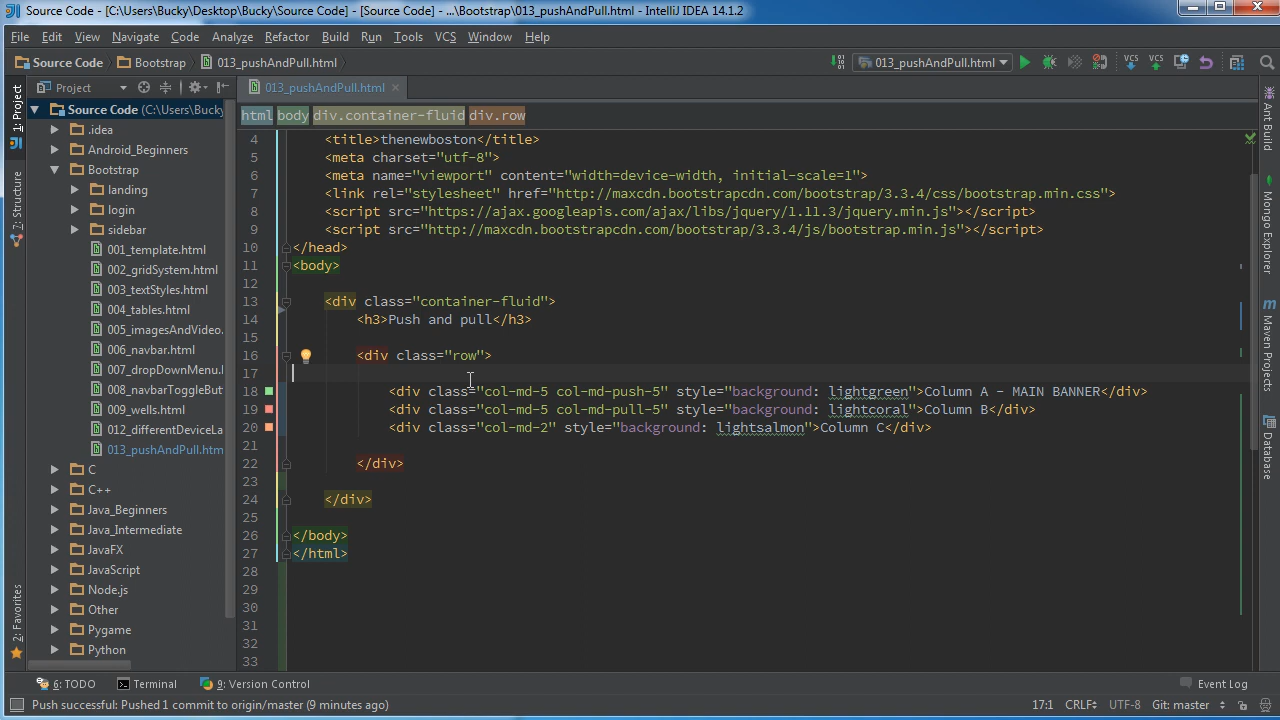 Source Code - [C:\Users\Bucky\Desktop\Bucky\Source Code] - [Source Code] - ...\Bootstrap\013_pushAndPull.html - IntelliJ IDEA 14.1.2
File Edit View Navigate Code Analyze Refactor Build Run Tools VCS Window Help
Source Code Bootstrap 013_pushAndPull.html 013_pushAndPull.html VCS VCS
Project 013_pushAndPull.html
Source Code (C:\Users\Bucky
.idea
Android_Beginners
Bootstrap
landing
login
sidebar
001_template.html
002_gridSystem.html
003_textStyles.html
004_tables.html
005_imagesAndVideo.
006_navbar.html
007_dropDownMenu.h
008_navbarToggleBut
009_wells.html
012_differentDeviceLa
013_pushAndPull.htm
C
C++
Java_Beginners
Java_Intermediate
JavaFX
JavaScript
Node.js
Other
Pygame
Python
1: Project
7: Structure
2: Favorites
html body div.container-fluid div.row
4 <title>thenewboston</title>
5 <meta charset="utf-8">
6 <meta name="viewport" content="width=device-width, initial-scale=1">
7 <link rel="stylesheet" href="http://maxcdn.bootstrapcdn.com/bootstrap/3.3.4/css/bootstrap.min.css">
8 <script src="https://ajax.googleapis.com/ajax/libs/jquery/1.11.3/jquery.min.js"></script>
9 <script src="http://maxcdn.bootstrapcdn.com/bootstrap/3.3.4/js/bootstrap.min.js"></script>
10 </head>
11 <body>
12
13 <div class="container-fluid">
14 <h3>Push and pull</h3>
15
16 <div class="row">
17
18 <div class="col-md-5 col-md-push-5" style="background: lightgreen">Column A - MAIN BANNER</div>
19 <div class="col-md-5 col-md-pull-5" style="background: lightcoral">Column B</div>
20 <div class="col-md-2" style="background: lightsalmon">Column C</div>
21
22 </div>
23
24 </div>
25
26 </body>
27 </html>
28
29
30
31
32
33
Ant Build
Mongo Explorer
Maven Projects
Database
6: TODO Terminal 9: Version Control Event Log
Push successful: Pushed 1 commit to origin/master (9 minutes ago) 17:1 CRLF UTF-8 Git: master